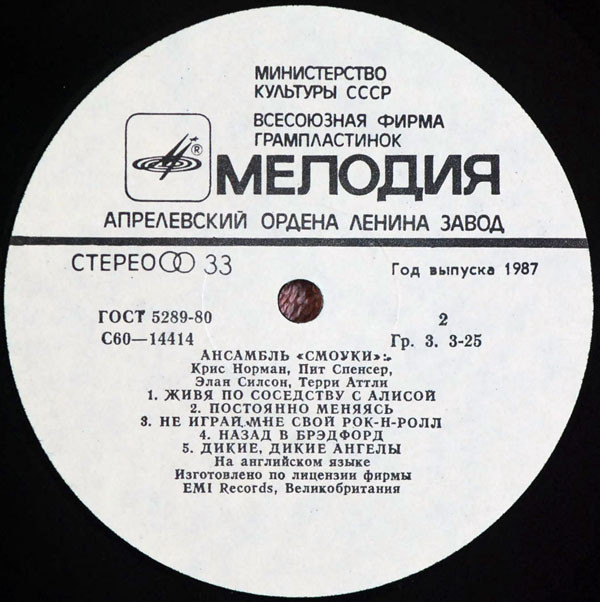 МИНИСТЕРСТВО
КУЛЬТУРЫ СССР
ВСЕСОЮЗНАЯ ФИРМА
ГРАМПЛАСТИНОК
®
МЕЛОДИЯ
АПРЕЛЕВСКИЙ ОРДЕНА ЛЕНИНА ЗАВОД
СТЕРЕО 33
Год выпуска 1987
ГОСТ 5289-80
2
С60—14414
Гр. 3. 3-25
АНСАМБЛЬ «СМОУКИ»:
Крис Норман, Пит Спенсер,
Элан Силсон, Терри Аттли
1. ЖИВЯ ПО СОСЕДСТВУ С АЛИСОЙ
2. ПОСТОЯННО МЕНЯЯСЬ
3. НЕ ИГРАЙ МНЕ СВОЙ РОК-Н-РОЛЛ
4. НАЗАД В БРЭДФОРД
5. ДИКИЕ, ДИКИЕ АНГЕЛЫ
На английском языке
Изготовлено по лицензии фирмы
EMI Records, Великобритания